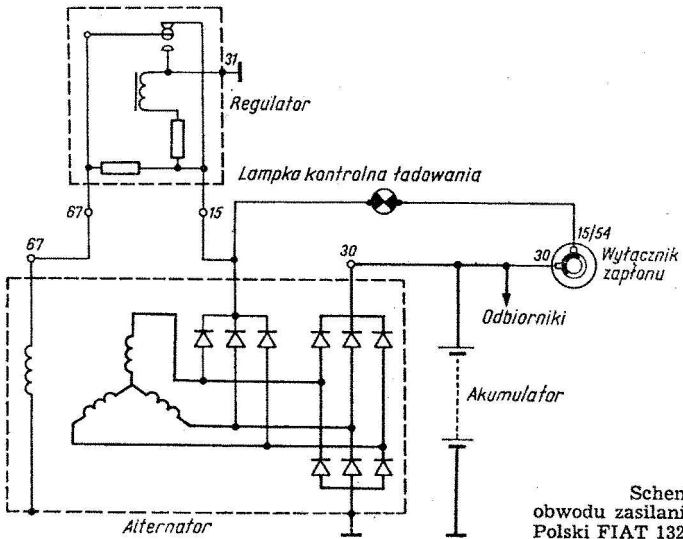 31
Regulator
Lampka kontrolna ładowania
67
15
15/54
67
30
30
Wyłącznik
zapłonu
Odbiorniki
Akumulator
Alternator
Schem
obwodu zasilani
Polski FIAT 132